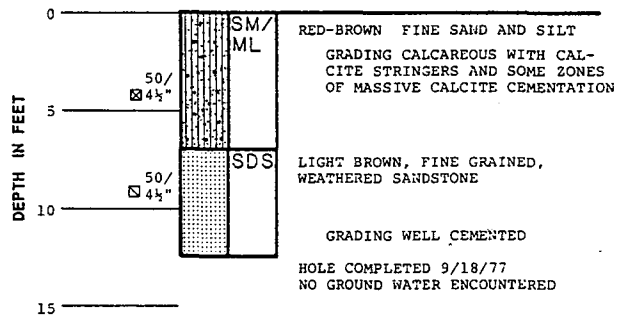 0
SM/
ML
RED-BROWN FINE SAND AND SILT
GRADING CALCAREOUS WITH CAL-
CITE STRINGERS AND SOME ZONES
OF MASSIVE CALCITE CEMENTATION
50/
4½"
5
DEPTH IN FEET
SDS
LIGHT BROWN, FINE GRAINED,
WEATHERED SANDSTONE
50/
4½"
10
GRADING WELL CEMENTED
HOLE COMPLETED 9/18/77
NO GROUND WATER ENCOUNTERED
15